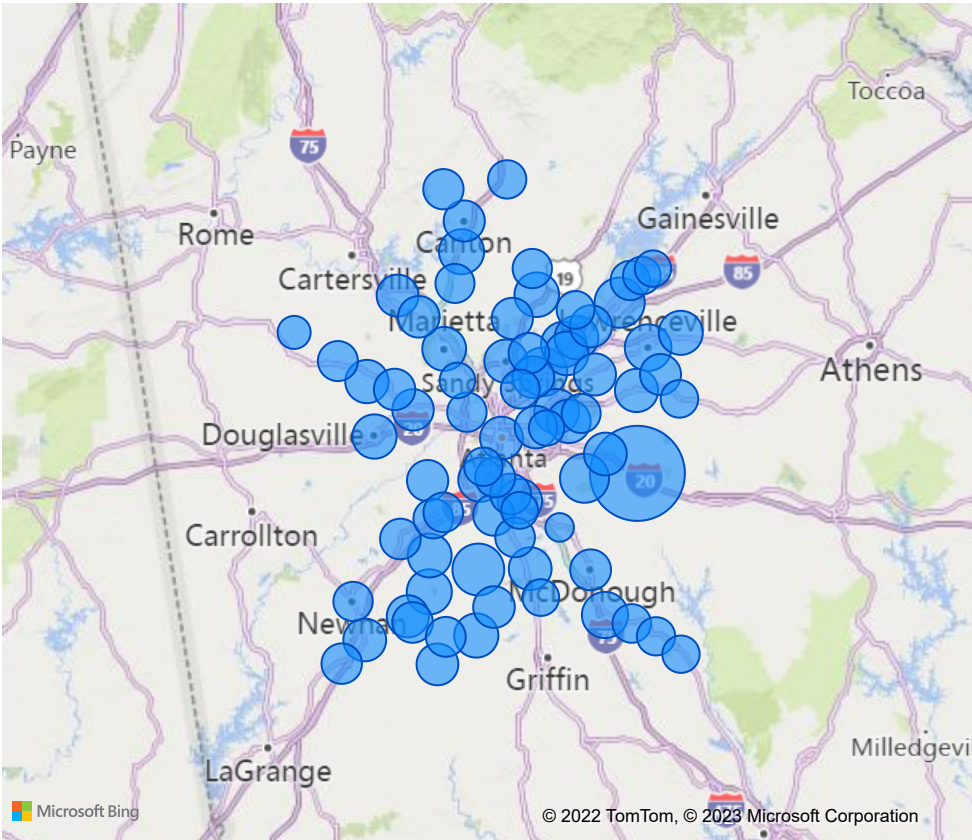 Toccoa
75
Payne
Gainesville
Rome
Canton
19
85
Cartersville
Marietta
Lawrenceville
Athens
Sandy Springs
Douglasville
20
Atlanta
20
85
75
Carrollton
McDonough
Newnan
75
Griffin
Milledgevi
LaGrange
Microsoft Bing
© 2022 TomTom, © 2023 Microsoft Corporation